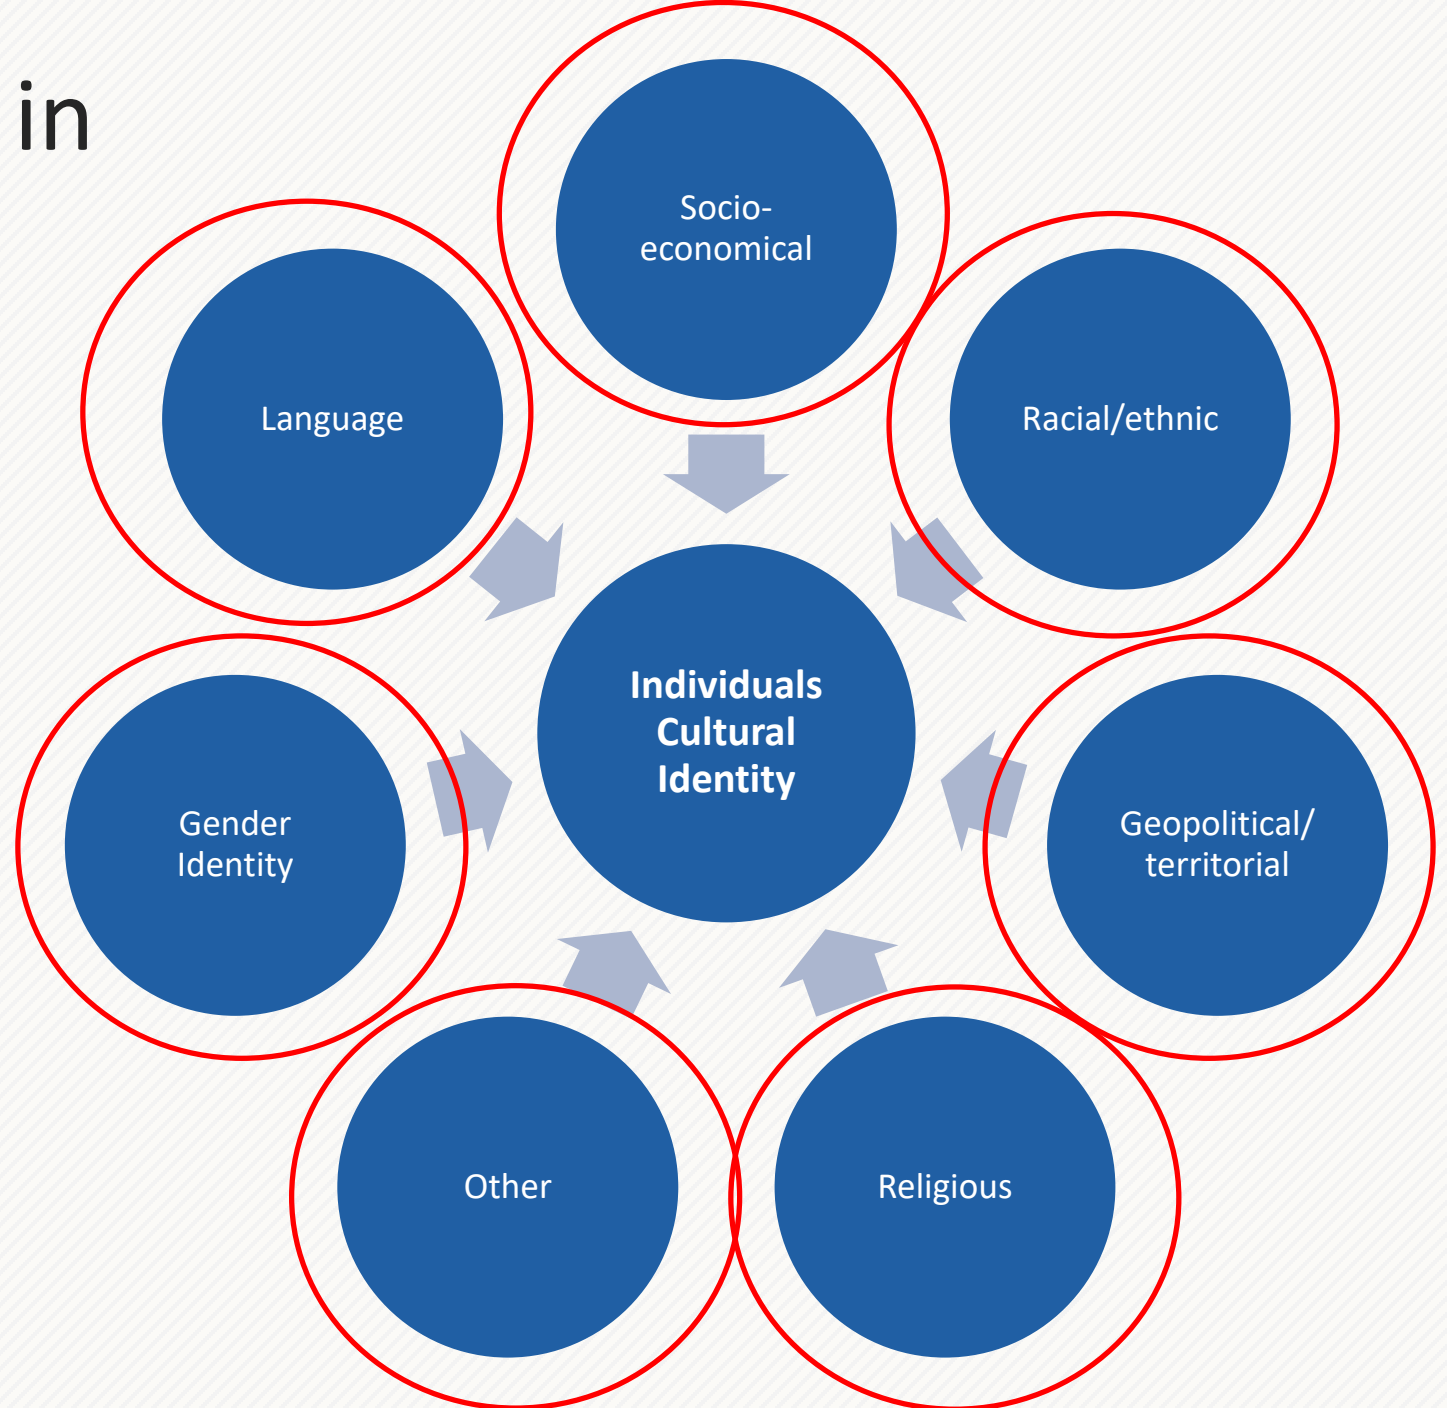 in
Socio-
economical
Racial/ethnic
Geopolitical/
territorial
Religious
Other
Gender
Identity
Language
Individuals
Cultural
Identity